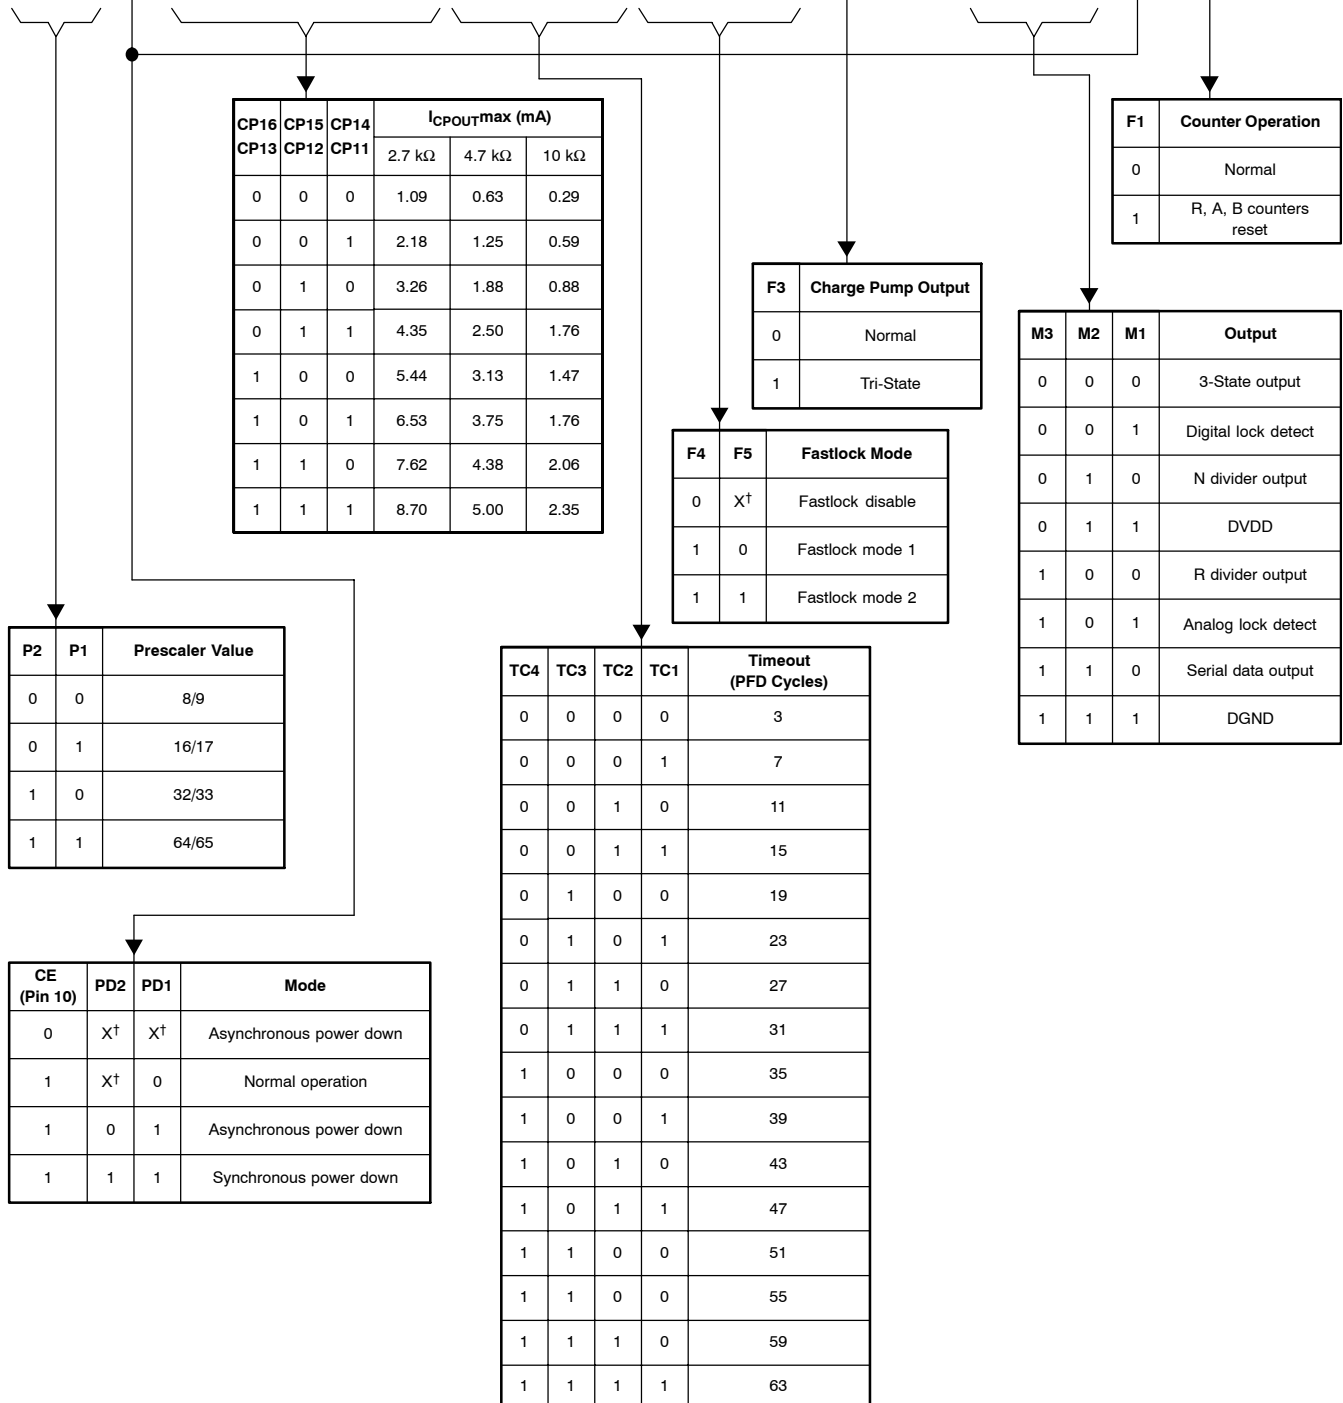 CP16 CP15 CP14 I_CPOUTmax (mA)
CP13 CP12 CP11 2.7 kΩ 4.7 kΩ 10 kΩ
0 0 0 1.09 0.63 0.29
0 0 1 2.18 1.25 0.59
0 1 0 3.26 1.88 0.88
0 1 1 4.35 2.50 1.76
1 0 0 5.44 3.13 1.47
1 0 1 6.53 3.75 1.76
1 1 0 7.62 4.38 2.06
1 1 1 8.70 5.00 2.35
F1 Counter Operation
0 Normal
1 R, A, B counters
reset
F3 Charge Pump Output
0 Normal
1 Tri-State
M3 M2 M1 Output
0 0 0 3-State output
0 0 1 Digital lock detect
0 1 0 N divider output
0 1 1 DVDD
1 0 0 R divider output
1 0 1 Analog lock detect
1 1 0 Serial data output
1 1 1 DGND
F4 F5 Fastlock Mode
0 X† Fastlock disable
1 0 Fastlock mode 1
1 1 Fastlock mode 2
P2 P1 Prescaler Value
0 0 8/9
0 1 16/17
1 0 32/33
1 1 64/65
TC4 TC3 TC2 TC1 Timeout
(PFD Cycles)
0 0 0 0 3
0 0 0 1 7
0 0 1 0 11
0 0 1 1 15
0 1 0 0 19
0 1 0 1 23
0 1 1 0 27
0 1 1 1 31
1 0 0 0 35
1 0 0 1 39
1 0 1 0 43
1 0 1 1 47
1 1 0 0 51
1 1 0 0 55
1 1 1 0 59
1 1 1 1 63
CE
(Pin 10) PD2 PD1 Mode
0 X† X† Asynchronous power down
1 X† 0 Normal operation
1 0 1 Asynchronous power down
1 1 1 Synchronous power down